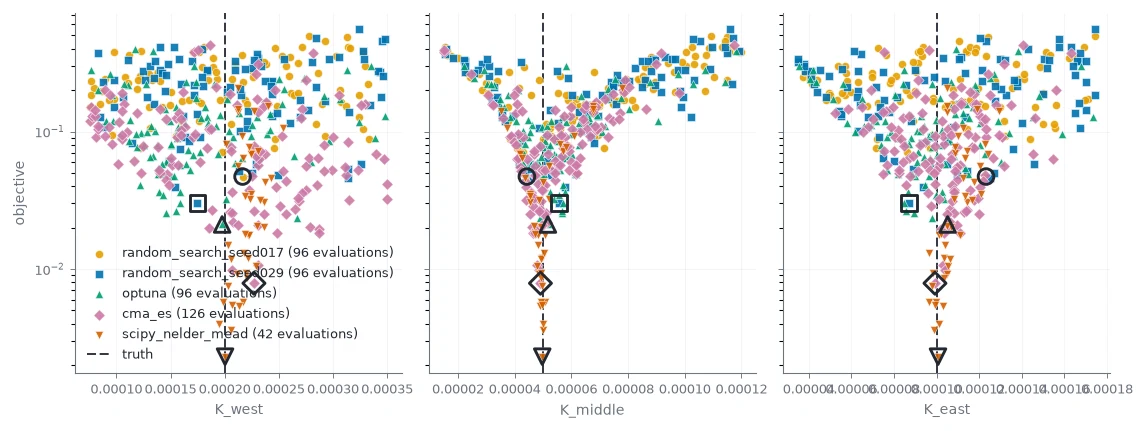 objective
10⁻¹
10⁻²
random_search_seed017 (96 evaluations)
random_search_seed029 (96 evaluations)
optuna (96 evaluations)
cma_es (126 evaluations)
scipy_nelder_mead (42 evaluations)
truth
0.00010 0.00015 0.00020 0.00025 0.00030 0.00035
K_west
0.00002 0.00004 0.00006 0.00008 0.00010 0.00012
K_middle
0.00004 0.00006 0.00008 0.00010 0.00012 0.00014 0.00016 0.00018
K_east